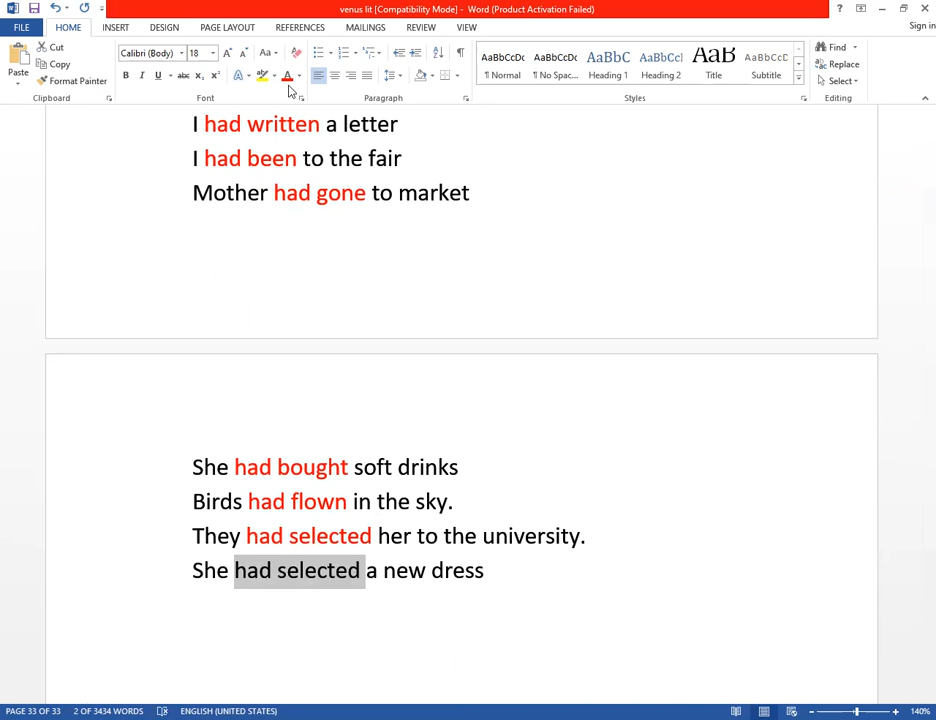 venus lit [Compatibility Mode] - Word (Product Activation Failed)
?
Sign in
FILE HOME INSERT DESIGN PAGE LAYOUT REFERENCES MAILINGS REVIEW VIEW
Paste
Cut
Copy
Format Painter
Clipboard
Calibri (Body) 18
Font
Paragraph
AaBbCcDc AaBbCcDc AaBbC AaBbCcl AaB AaBbCcC
¶ Normal ¶ No Spac... Heading 1 Heading 2 Title Subtitle
Styles
Find
Replace
Select
Editing
I had written a letter
I had been to the fair
Mother had gone to market
She had bought soft drinks
Birds had flown in the sky.
They had selected her to the university.
She had selected a new dress
PAGE 33 OF 33 2 OF 3434 WORDS ENGLISH (UNITED STATES) 140%